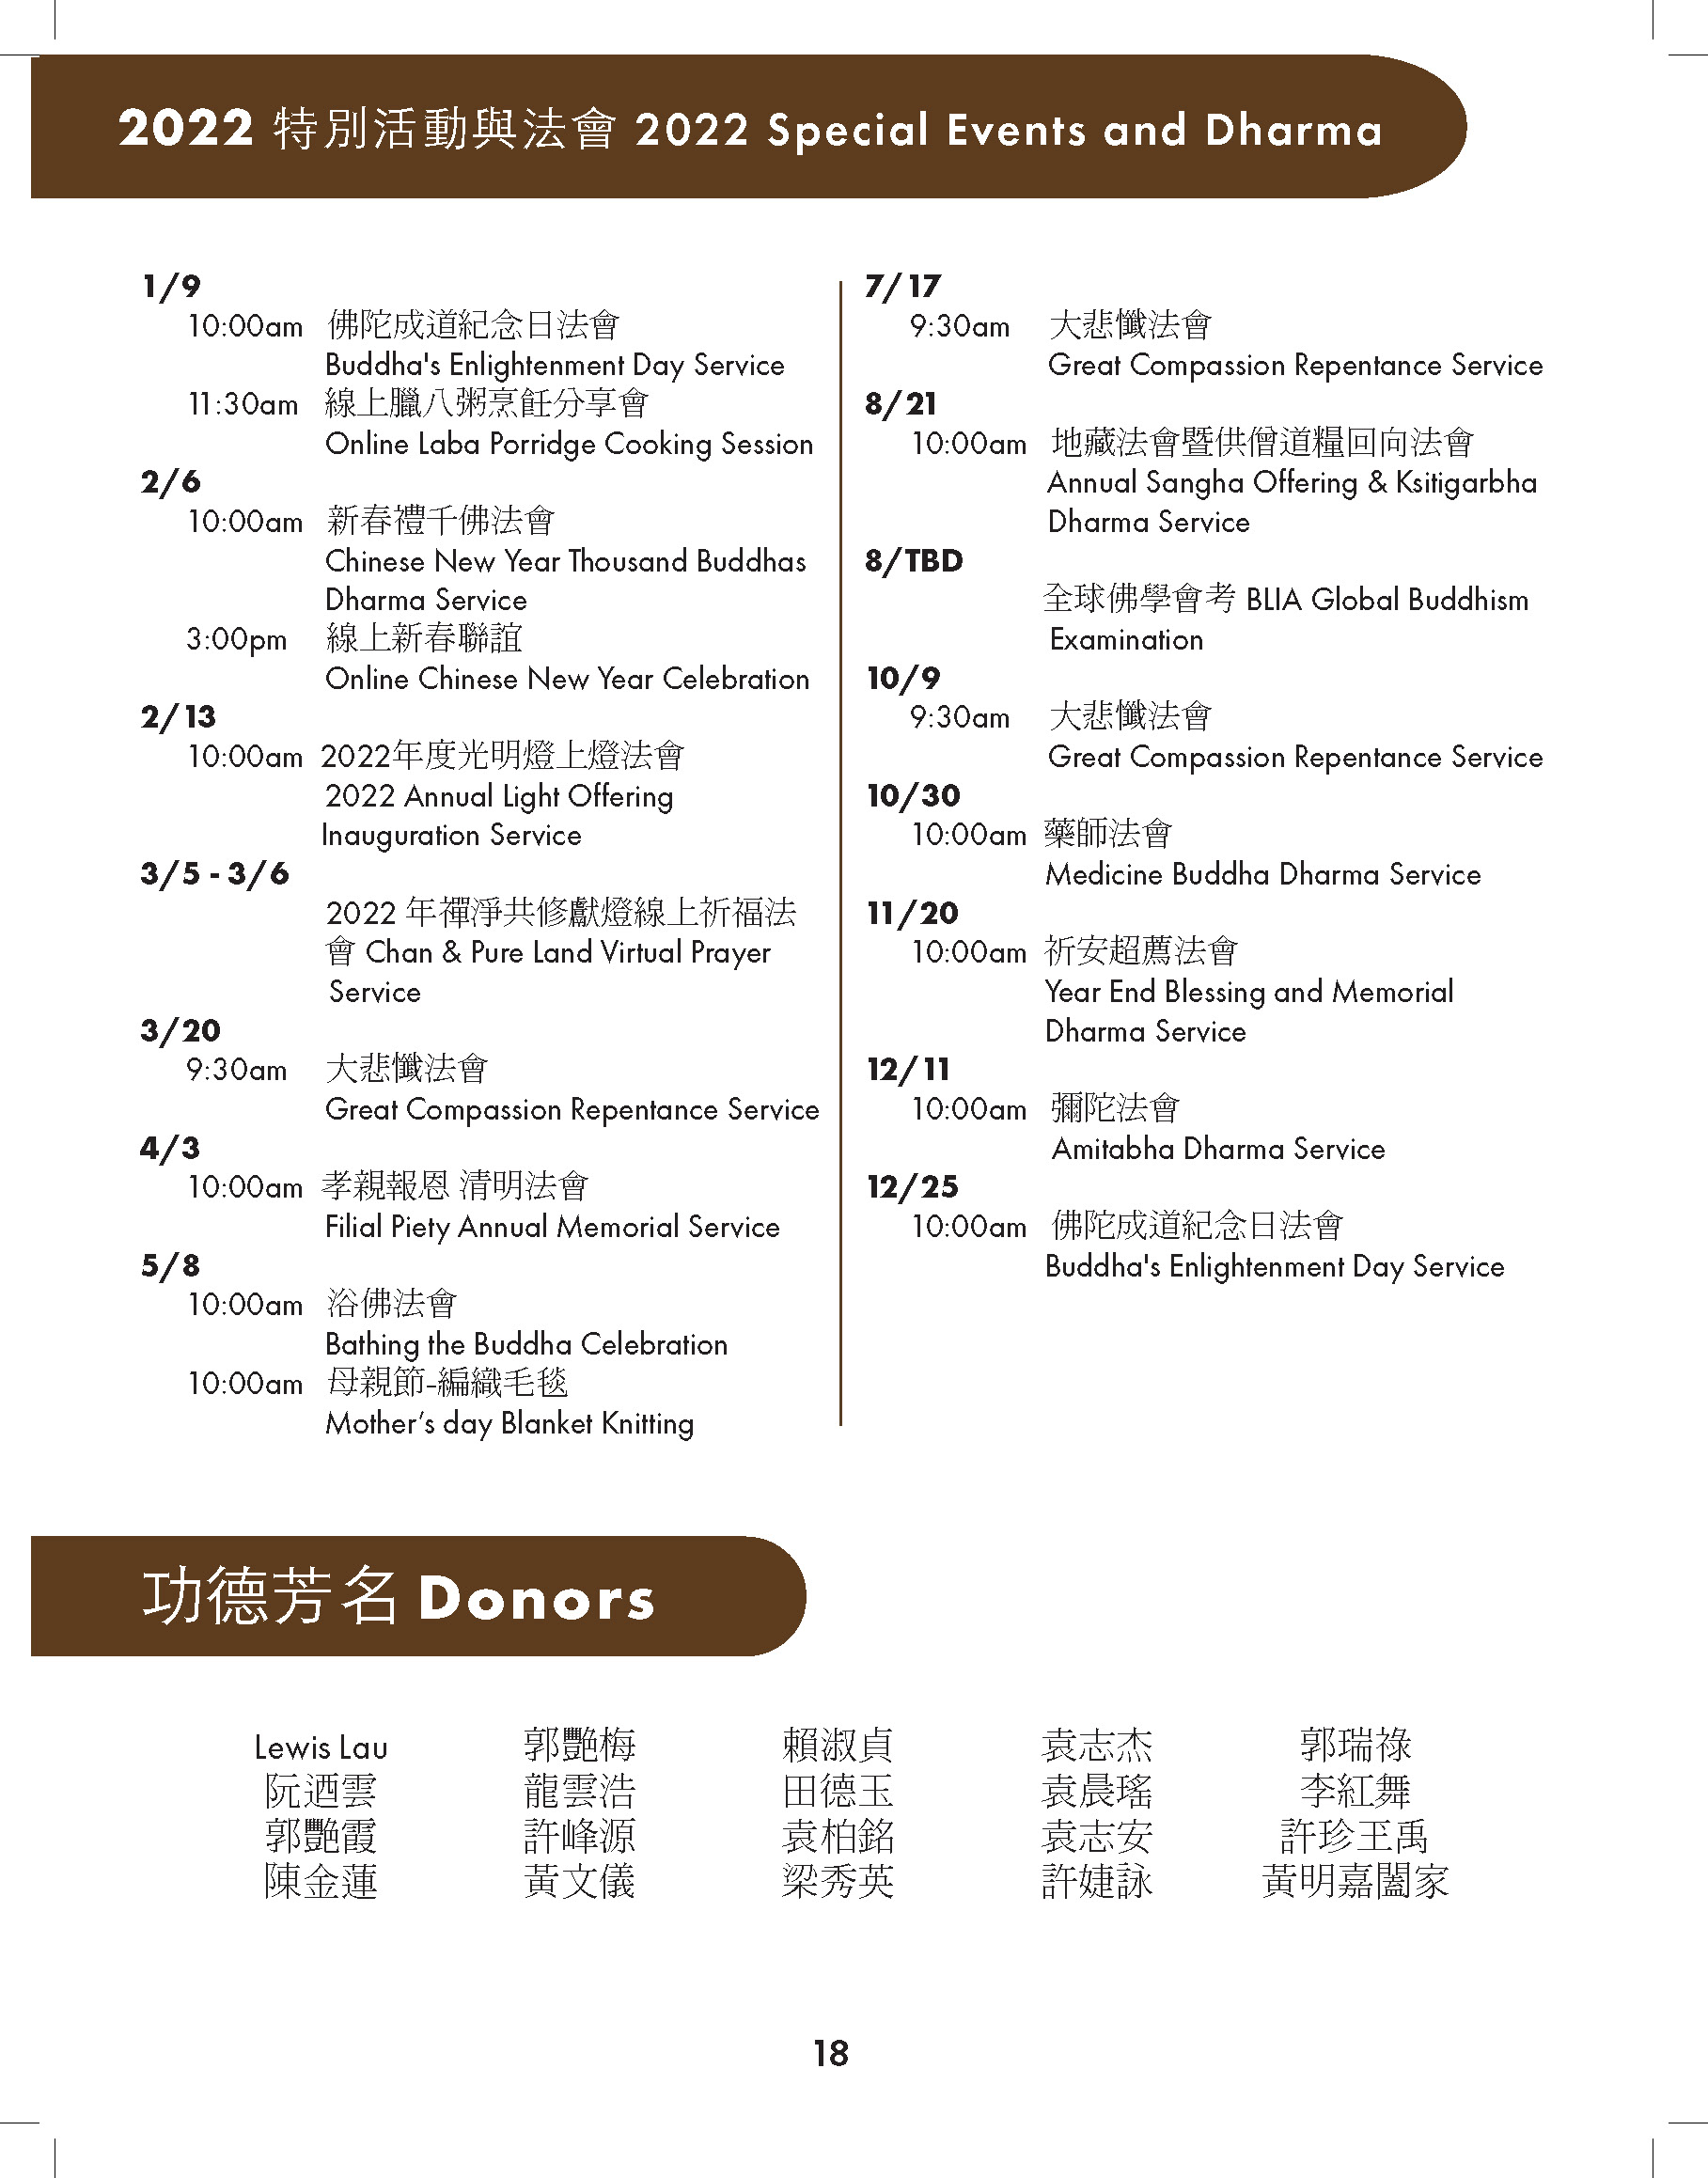 2022 特別活動與法會 2022 Special Events and Dharma
1/9
10:00am 佛陀成道紀念日法會
Buddha's Enlightenment Day Service
11:30am 線上臘八粥烹飪分享會
Online Laba Porridge Cooking Session
2/6
10:00am 新春禮千佛法會
Chinese New Year Thousand Buddhas
Dharma Service
3:00pm 線上新春聯誼
Online Chinese New Year Celebration
2/13
10:00am 2022年度光明燈上燈法會
2022 Annual Light Offering
Inauguration Service
3/5 - 3/6
2022 年禪淨共修獻燈線上祈福法
會 Chan & Pure Land Virtual Prayer
Service
3/20
9:30am 大悲懺法會
Great Compassion Repentance Service
4/3
10:00am 孝親報恩 清明法會
Filial Piety Annual Memorial Service
5/8
10:00am 浴佛法會
Bathing the Buddha Celebration
10:00am 母親節-編織毛毯
Mother’s day Blanket Knitting
7/17
9:30am 大悲懺法會
Great Compassion Repentance Service
8/21
10:00am 地藏法會暨供僧道糧回向法會
Annual Sangha Offering & Ksitigarbha
Dharma Service
8/TBD
全球佛學會考 BLIA Global Buddhism
Examination
10/9
9:30am 大悲懺法會
Great Compassion Repentance Service
10/30
10:00am 藥師法會
Medicine Buddha Dharma Service
11/20
10:00am 祈安超薦法會
Year End Blessing and Memorial
Dharma Service
12/11
10:00am 彌陀法會
Amitabha Dharma Service
12/25
10:00am 佛陀成道紀念日法會
Buddha's Enlightenment Day Service
功德芳名 Donors
Lewis Lau 郭艷梅 賴淑貞 袁志杰 郭瑞祿
阮迺雲 龍雲浩 田德玉 袁晨瑤 李紅舞
郭艷霞 許峰源 袁柏銘 袁志安 許珍王禹
陳金蓮 黃文儀 梁秀英 許婕詠 黃明嘉闔家
18